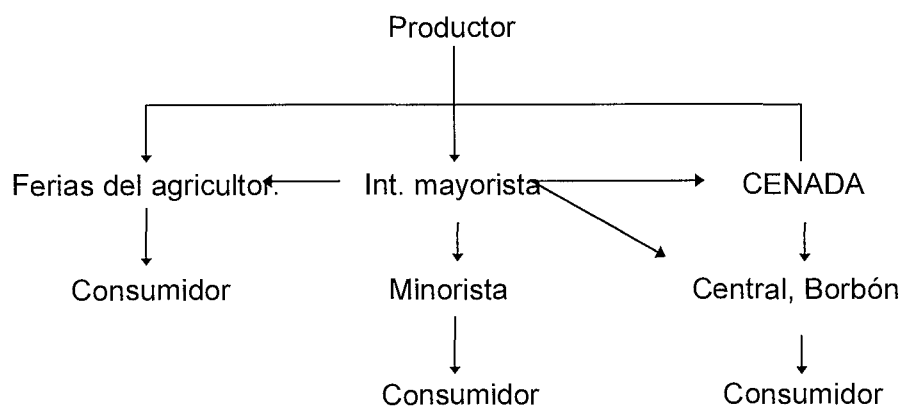 Productor
Ferias del agricultor. Int. mayorista CENADA
Consumidor Minorista Central, Borbón
Consumidor Consumidor